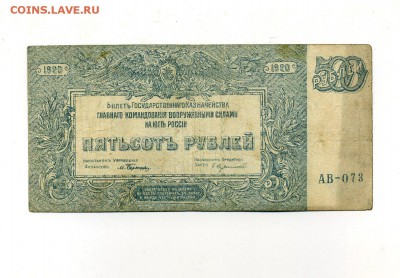 COINS.LAVE.RU
1920
1920
500
РУБЛЕЙ
БИЛЕТЪ ГОСУДАРСТВЕННАГО КАЗНАЧЕЙСТВА
ГЛАВНАГО КОМАНДОВАНІЯ ВООРУЖЕННЫМИ СИЛАМИ
НА ЮГѢ РОССІИ
ПЯТЬСОТЪ РУБЛЕЙ
АВ-073